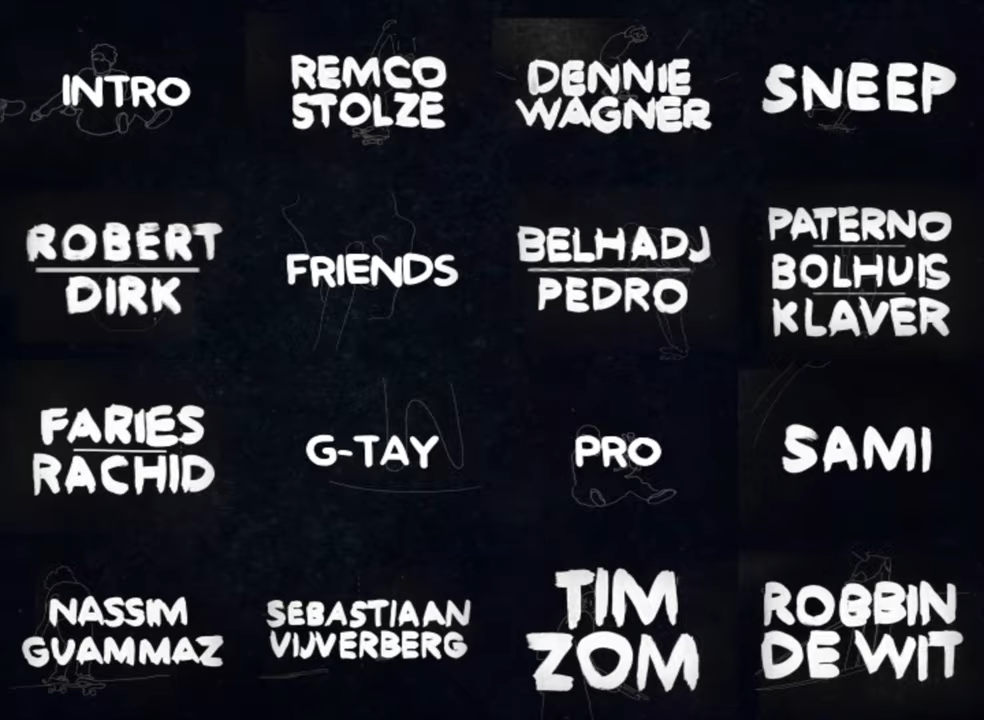 INTRO
REMCO
STOLZE
DENNIE
WAGNER
SNEEP
ROBERT
DIRK
FRIENDS
BELHADJ
PEDRO
PATERNO
BOLHUIS
KLAVER
FARIES
RACHID
G-TAY
PRO
SAMI
NASSIM
GUAMMAZ
SEBASTIAAN
VIJVERBERG
TIM
ZOM
ROBBIN
DE WIT